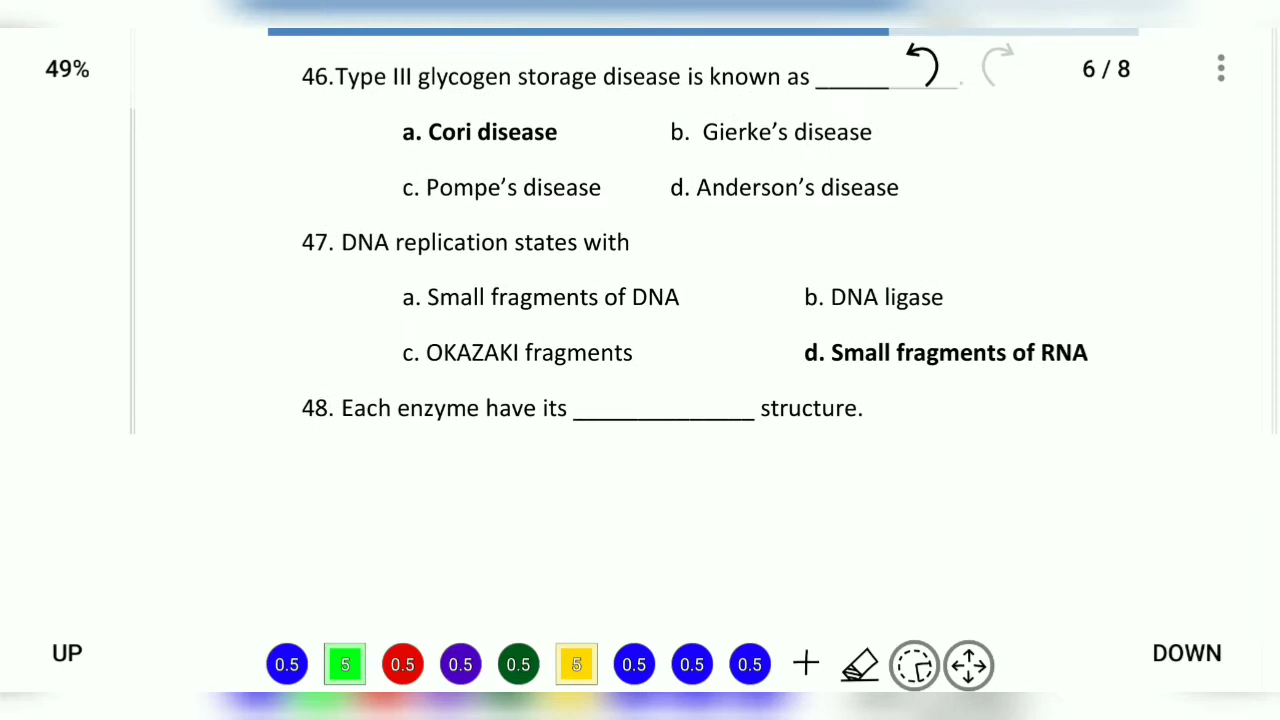 49%
46.Type III glycogen storage disease is known as ___________.
6 / 8
a. Cori disease b. Gierke’s disease
c. Pompe’s disease d. Anderson’s disease
47. DNA replication states with
a. Small fragments of DNA b. DNA ligase
c. OKAZAKI fragments d. Small fragments of RNA
48. Each enzyme have its ______________ structure.
UP
0.5 5 0.5 0.5 0.5 5 0.5 0.5 0.5
DOWN